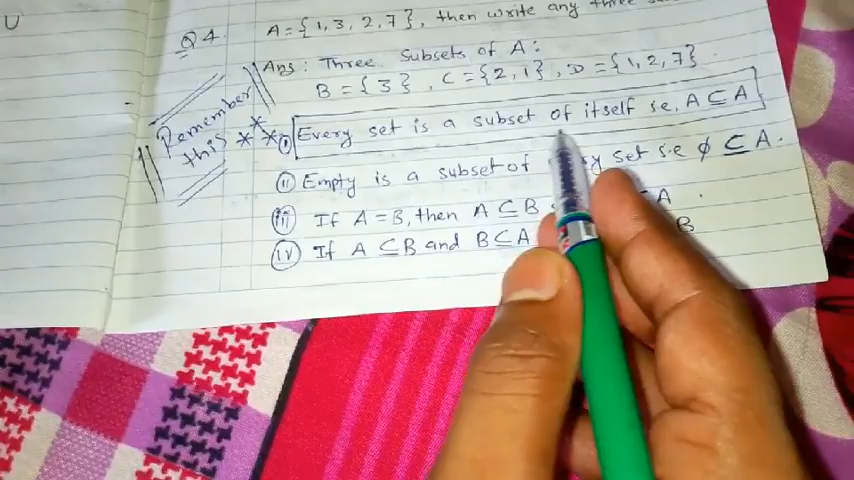 U
Q4. A = {1, 3, 2, 7}, then write any three
Ans: Three Subsets of A:
B = {3}, C = {2, 1}, D = {1, 2, 7}
Remember this
(i) Every set is a subset of itself i.e, A ⊆ A
(ii) Empty is a subset of set i.e ϕ ⊆ A.
(iii) If A = B, then A ⊆ B A
(iv) If A ⊆ B and B ⊆ A B